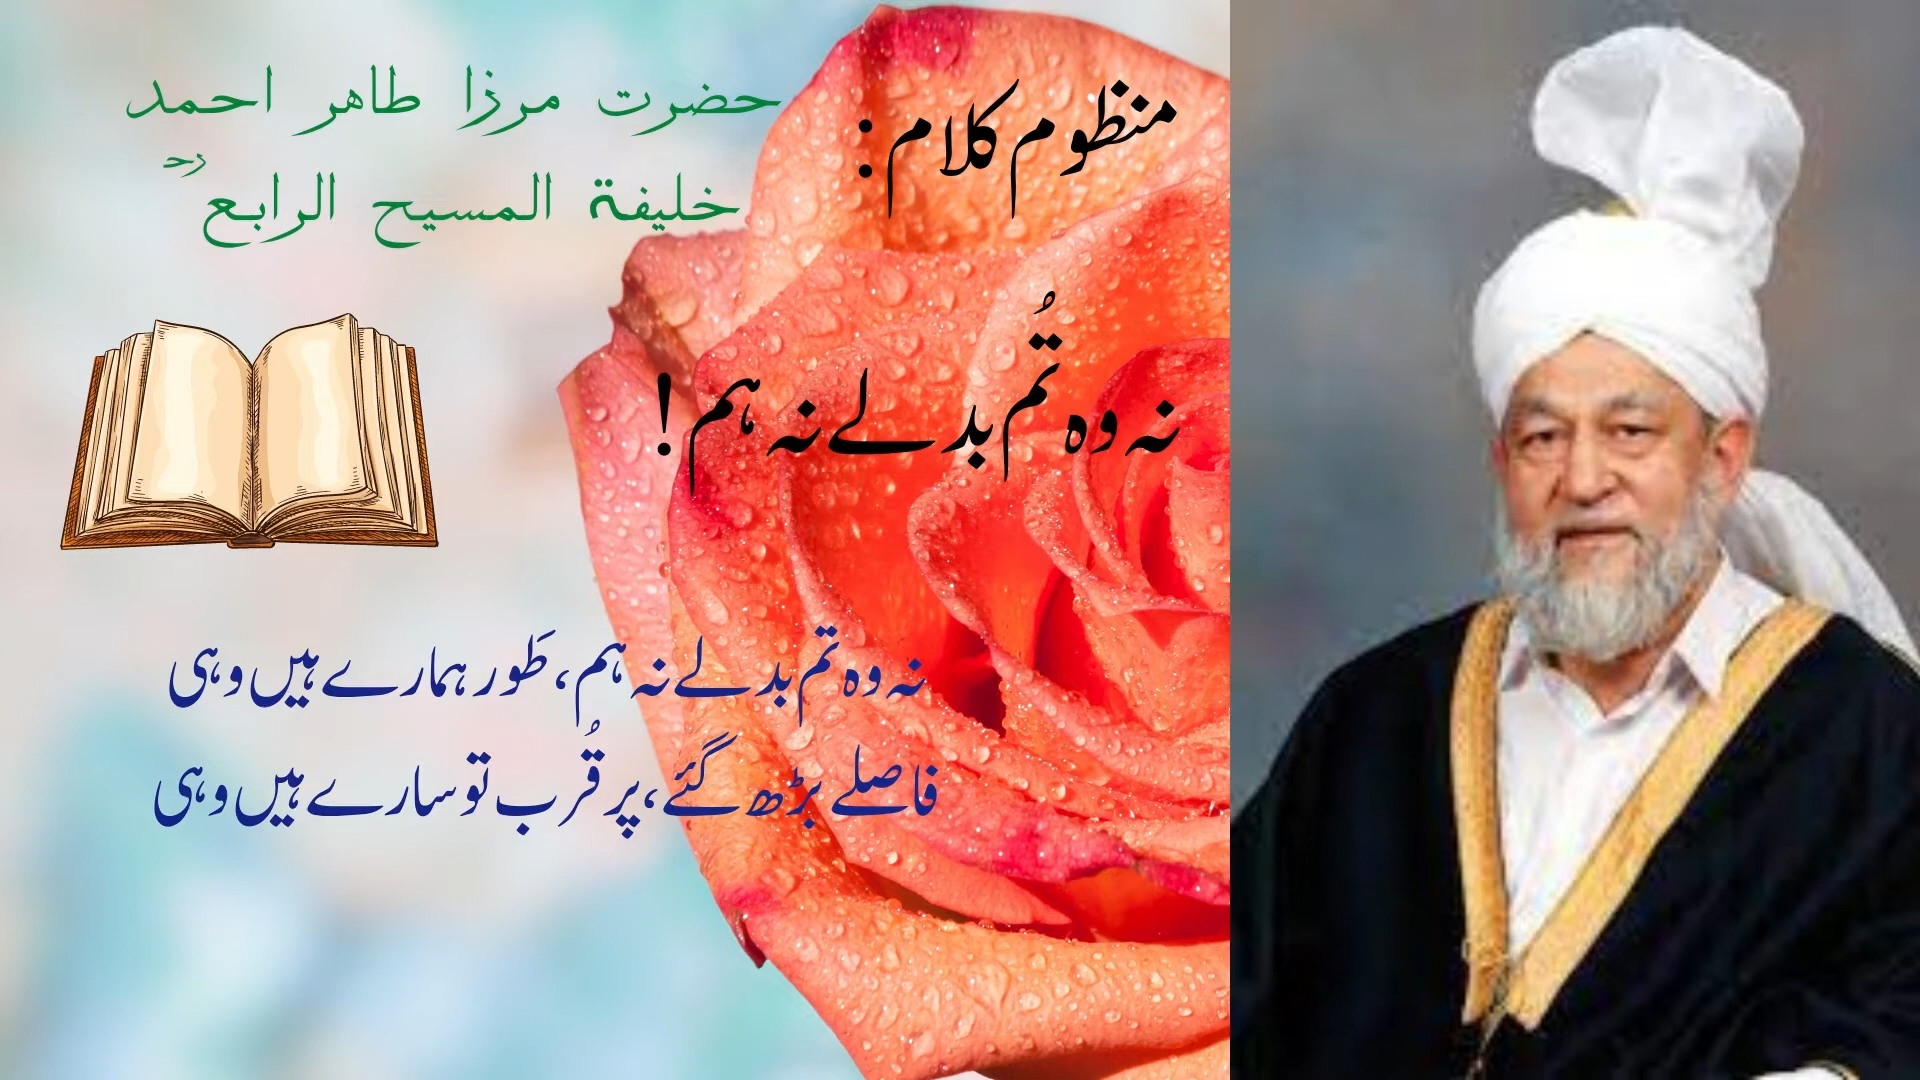 منظوم کلام:
حضرت مرزا طاہر احمد
خلیفة المسیح الرابع ؒ
نہ وہ تُم بدلے نہ ہم!
نہ وہ تم بدلے نہ ہم، طَور ہمارے ہیں وہی
فاصلے بڑھ گئے، پر قُرب تو سارے ہیں وہی